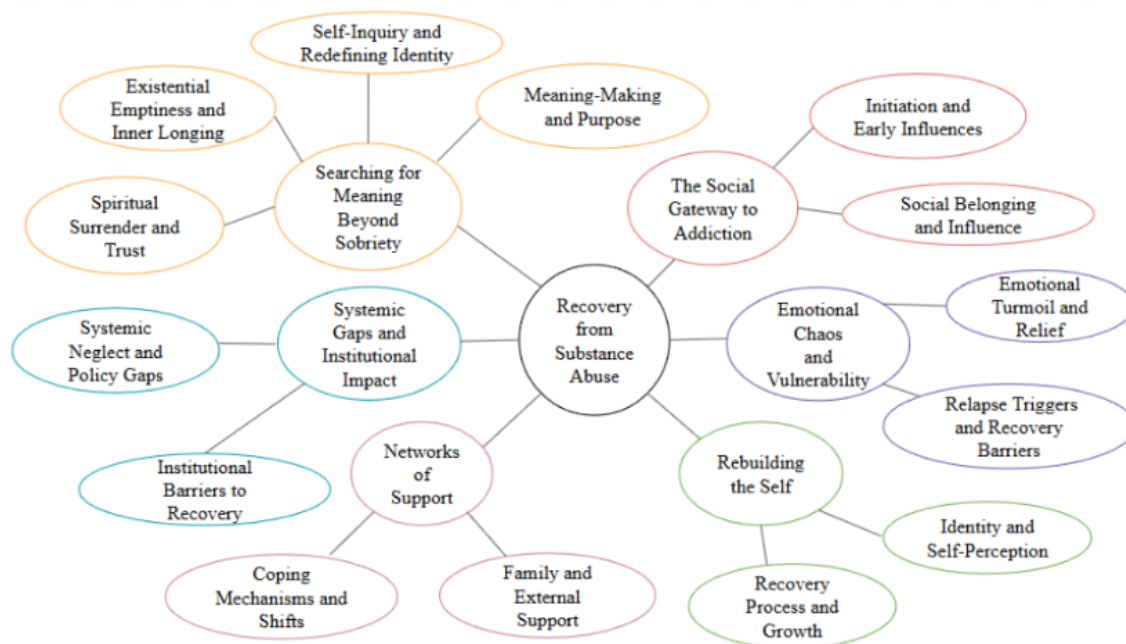 Self-Inquiry and
Redefining Identity
Existential
Emptiness and
Inner Longing
Meaning-Making
and Purpose
Initiation and
Early Influences
Searching for
Meaning
Beyond
Sobriety
The Social
Gateway to
Addiction
Spiritual
Surrender and
Trust
Social Belonging
and Influence
Emotional
Turmoil and
Relief
Systemic
Gaps and
Institutional
Impact
Recovery
from
Substance
Abuse
Emotional
Chaos
and
Vulnerability
Systemic
Neglect and
Policy Gaps
Relapse Triggers
and Recovery
Barriers
Networks
of
Support
Rebuilding
the Self
Institutional
Barriers to
Recovery
Identity and
Self-Perception
Coping
Mechanisms and
Shifts
Family and
External
Support
Recovery
Process and
Growth